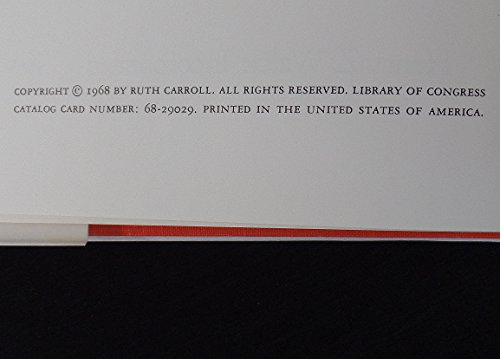 COPYRIGHT © 1968 BY RUTH CARROLL. ALL RIGHTS RESERVED. LIBRARY OF CONGRESS
CATALOG CARD NUMBER: 68-29029. PRINTED IN THE UNITED STATES OF AMERICA.